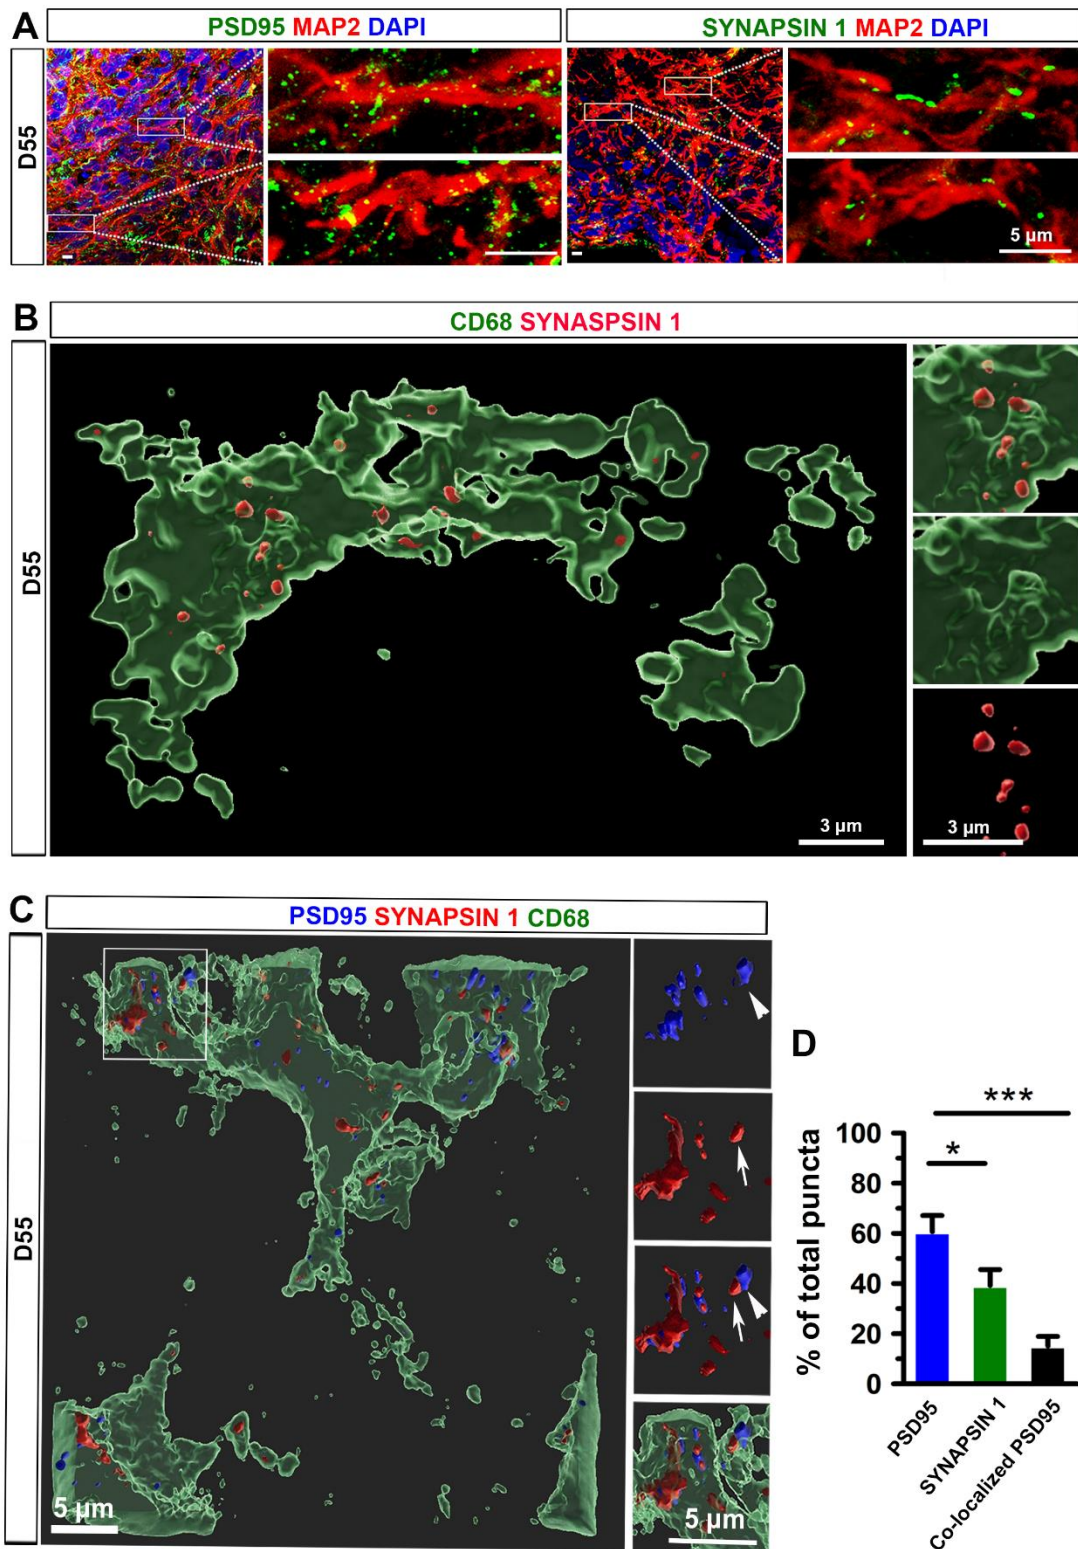 A
PSD95 MAP2 DAPI
SYNAPSIN 1 MAP2 DAPI
D55
5 µm
B
CD68 SYNASPSIN 1
D55
3 µm
3 µm
C
PSD95 SYNAPSIN 1 CD68
D55
5 µm
5 µm
D
***
*
% of total puncta
100
80
60
40
20
0
PSD95
SYNAPSIN 1
Co-localized PSD95